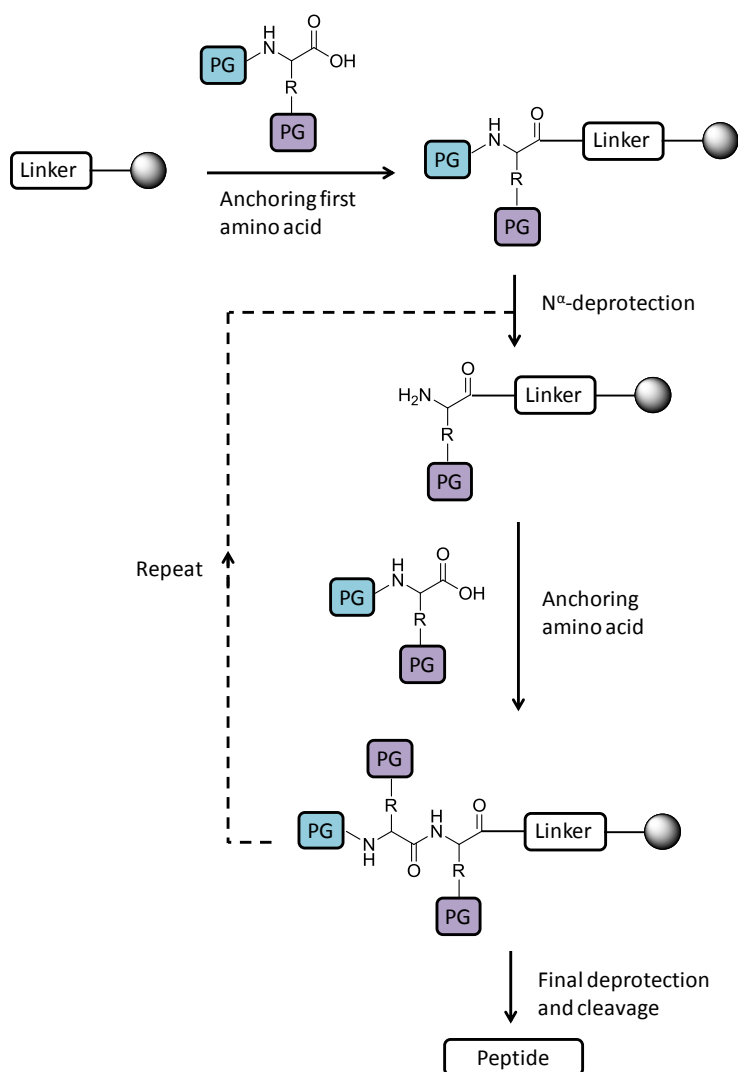 O
H
N
PG
OH
R
PG
Linker
Anchoring first
amino acid
O
H
N
Linker
PG
R
PG
Nα-deprotection
O
H2N
Linker
R
PG
Repeat
O
H
N
PG
OH
R
PG
Anchoring
amino acid
PG
R
O
H
N
Linker
PG
N
H
O
R
PG
Final deprotection
and cleavage
Peptide